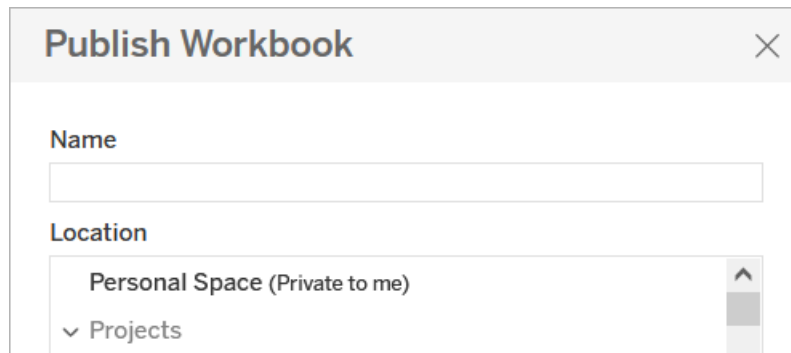 Publish Workbook
Name
Location
Personal Space (Private to me)
Projects